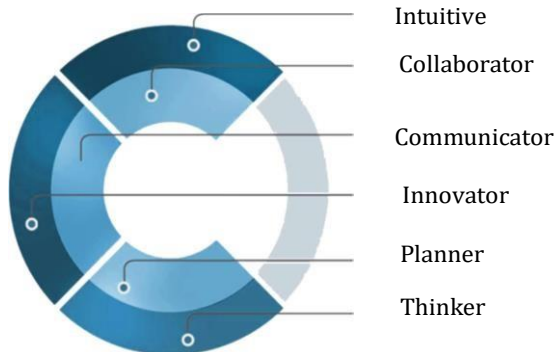 Intuitive
Collaborator
Communicator
Innovator
Planner
Thinker